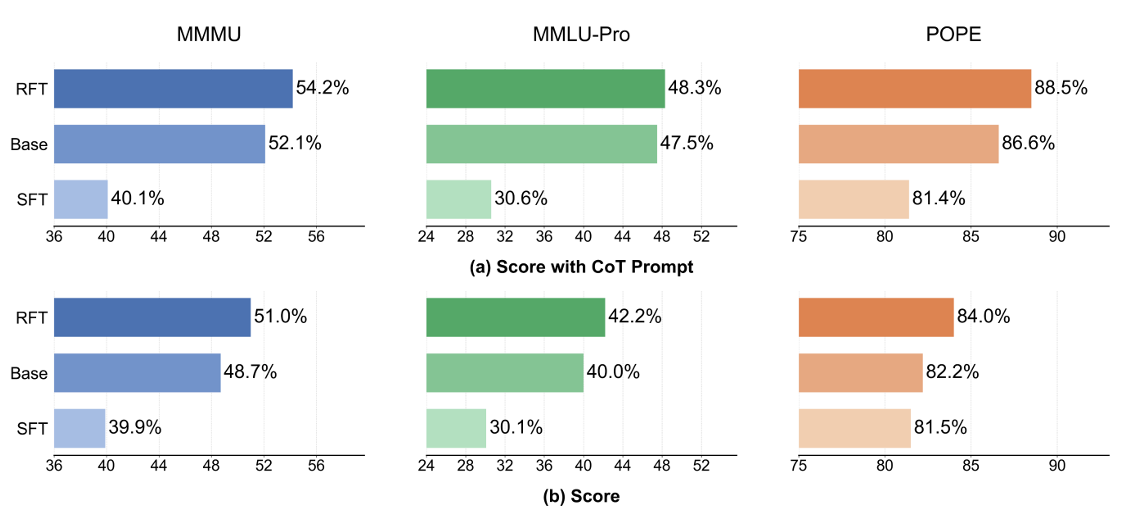 MMMU
MMLU-Pro
POPE
RFT 54.2% 48.3% 88.5%
Base 52.1% 47.5% 86.6%
SFT 40.1% 30.6% 81.4%
36 40 44 48 52 56 24 28 32 36 40 44 48 52 75 80 85 90
(a) Score with CoT Prompt
RFT 51.0% 42.2% 84.0%
Base 48.7% 40.0% 82.2%
SFT 39.9% 30.1% 81.5%
36 40 44 48 52 56 24 28 32 36 40 44 48 52 75 80 85 90
(b) Score